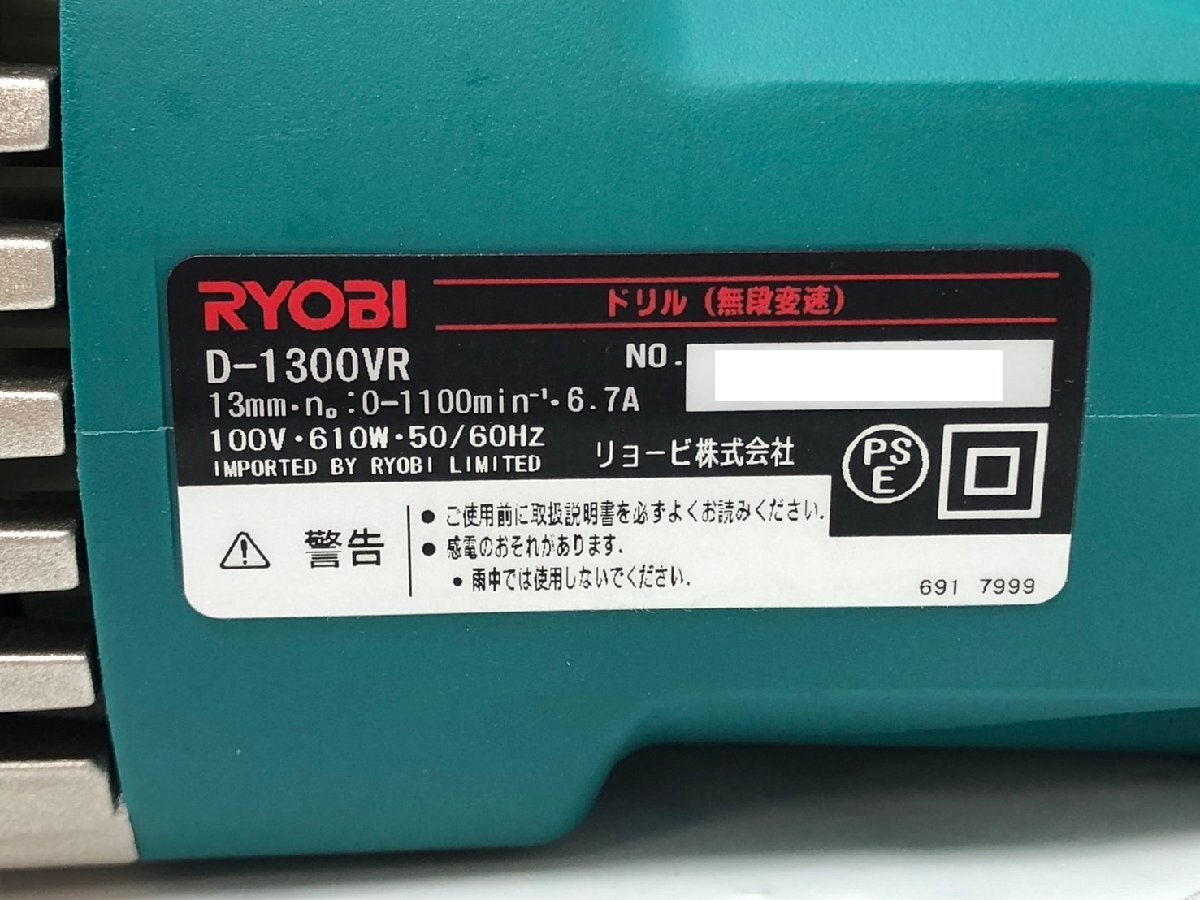 RYOBI
ドリル(無段変速)
D-1300VR
NO.
13mm・n₀:0-1100min⁻¹・6.7A
100V・610W・50/60Hz
IMPORTED BY RYOBI LIMITED
リョービ株式会社
PS
E
警告
● ご使用前に取扱説明書を必ずよくお読みください.
● 感電のおそれがあります.
● 雨中では使用しないでください.
691 7999